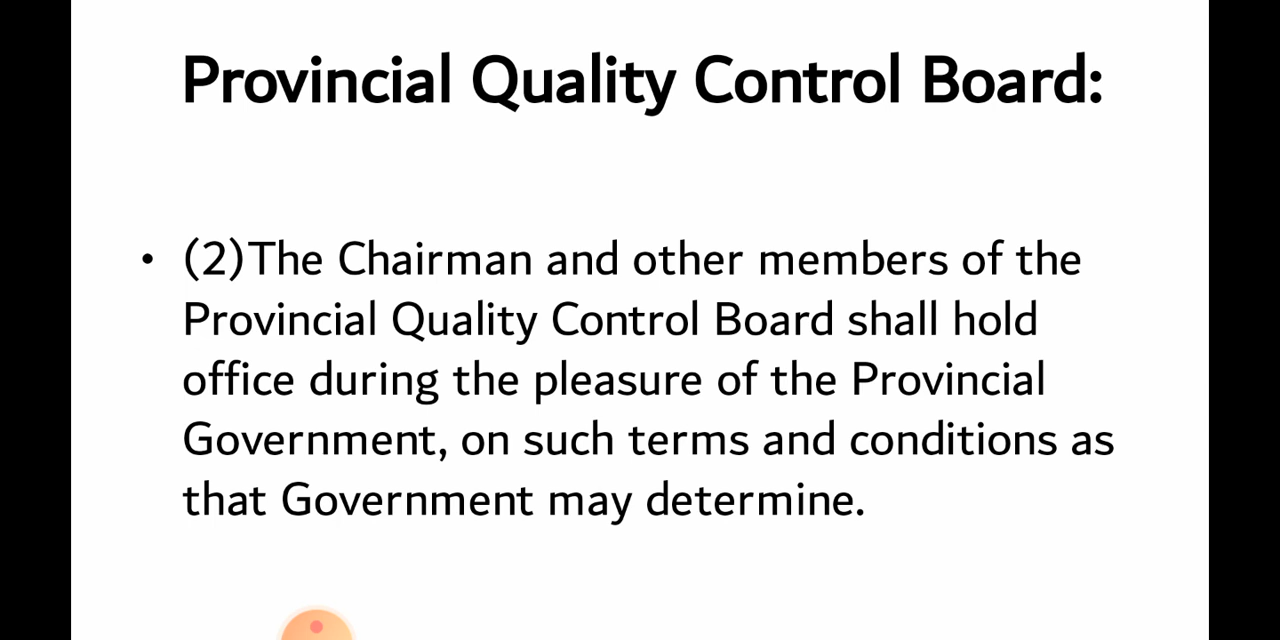 Provincial Quality Control Board:
• (2)The Chairman and other members of the
Provincial Quality Control Board shall hold
office during the pleasure of the Provincial
Government, on such terms and conditions as
that Government may determine.